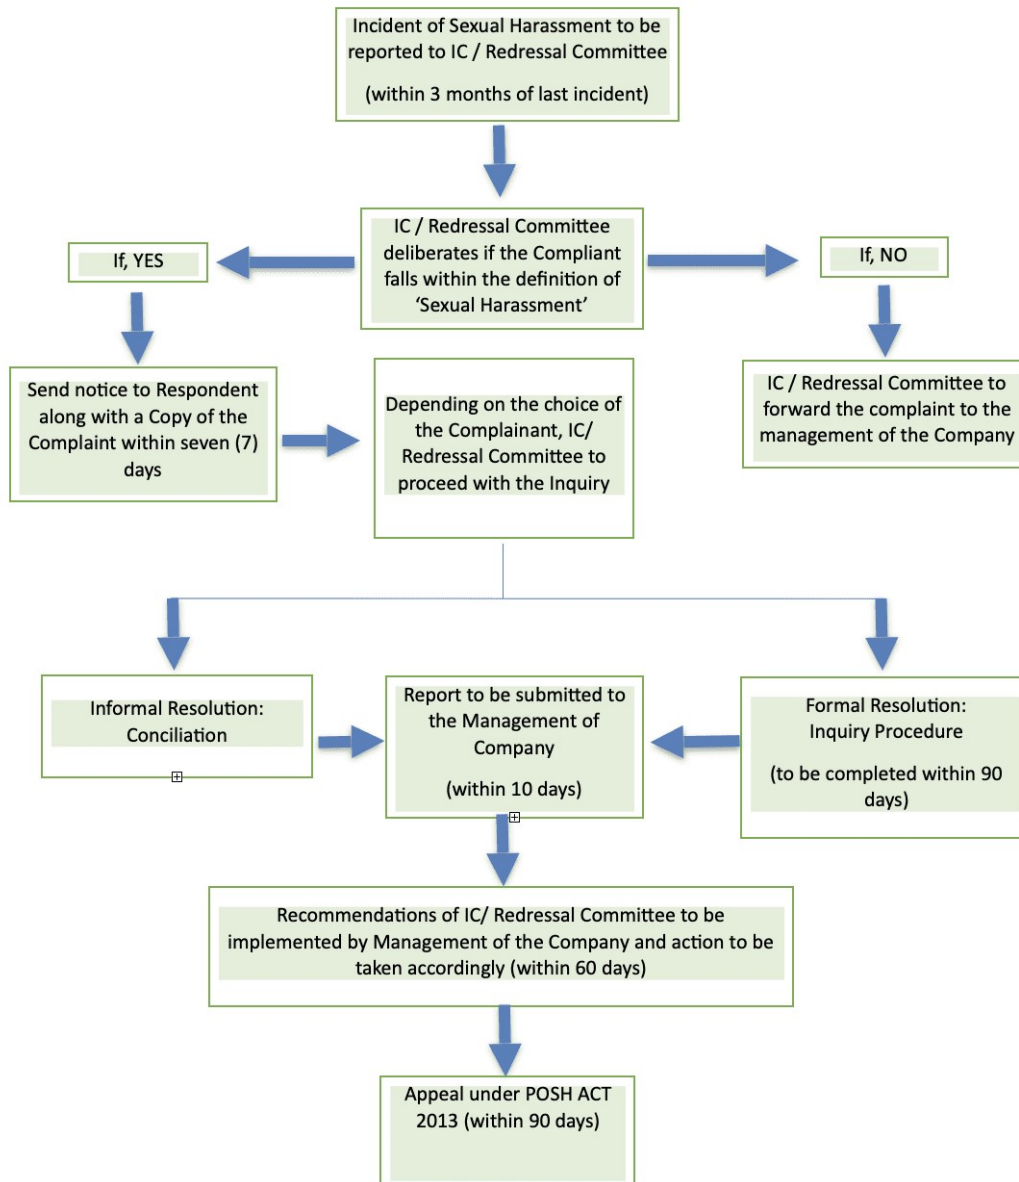 Incident of Sexual Harassment to be
reported to IC / Redressal Committee
(within 3 months of last incident)
IC / Redressal Committee
deliberates if the Compliant
falls within the definition of
‘Sexual Harassment’
If, YES
If, NO
Send notice to Respondent
along with a Copy of the
Complaint within seven (7)
days
Depending on the choice of
the Complainant, IC/
Redressal Committee to
proceed with the Inquiry
IC / Redressal Committee to
forward the complaint to the
management of the Company
Informal Resolution:
Conciliation
Report to be submitted to
the Management of
Company
(within 10 days)
Formal Resolution:
Inquiry Procedure
(to be completed within 90
days)
Recommendations of IC/ Redressal Committee to be
implemented by Management of the Company and action to be
taken accordingly (within 60 days)
Appeal under POSH ACT
2013 (within 90 days)